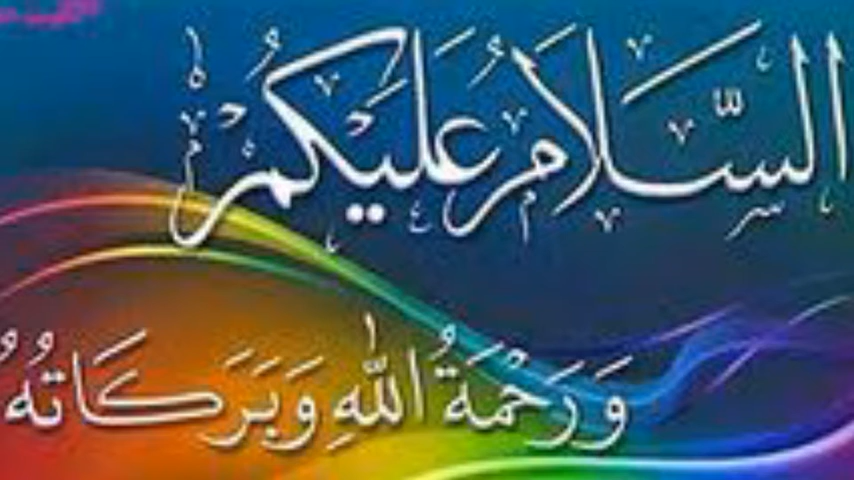 السَّلَامُ عَلَيْكُمْ
وَرَحْمَةُ اللهِ وَبَرَكَاتُهُ